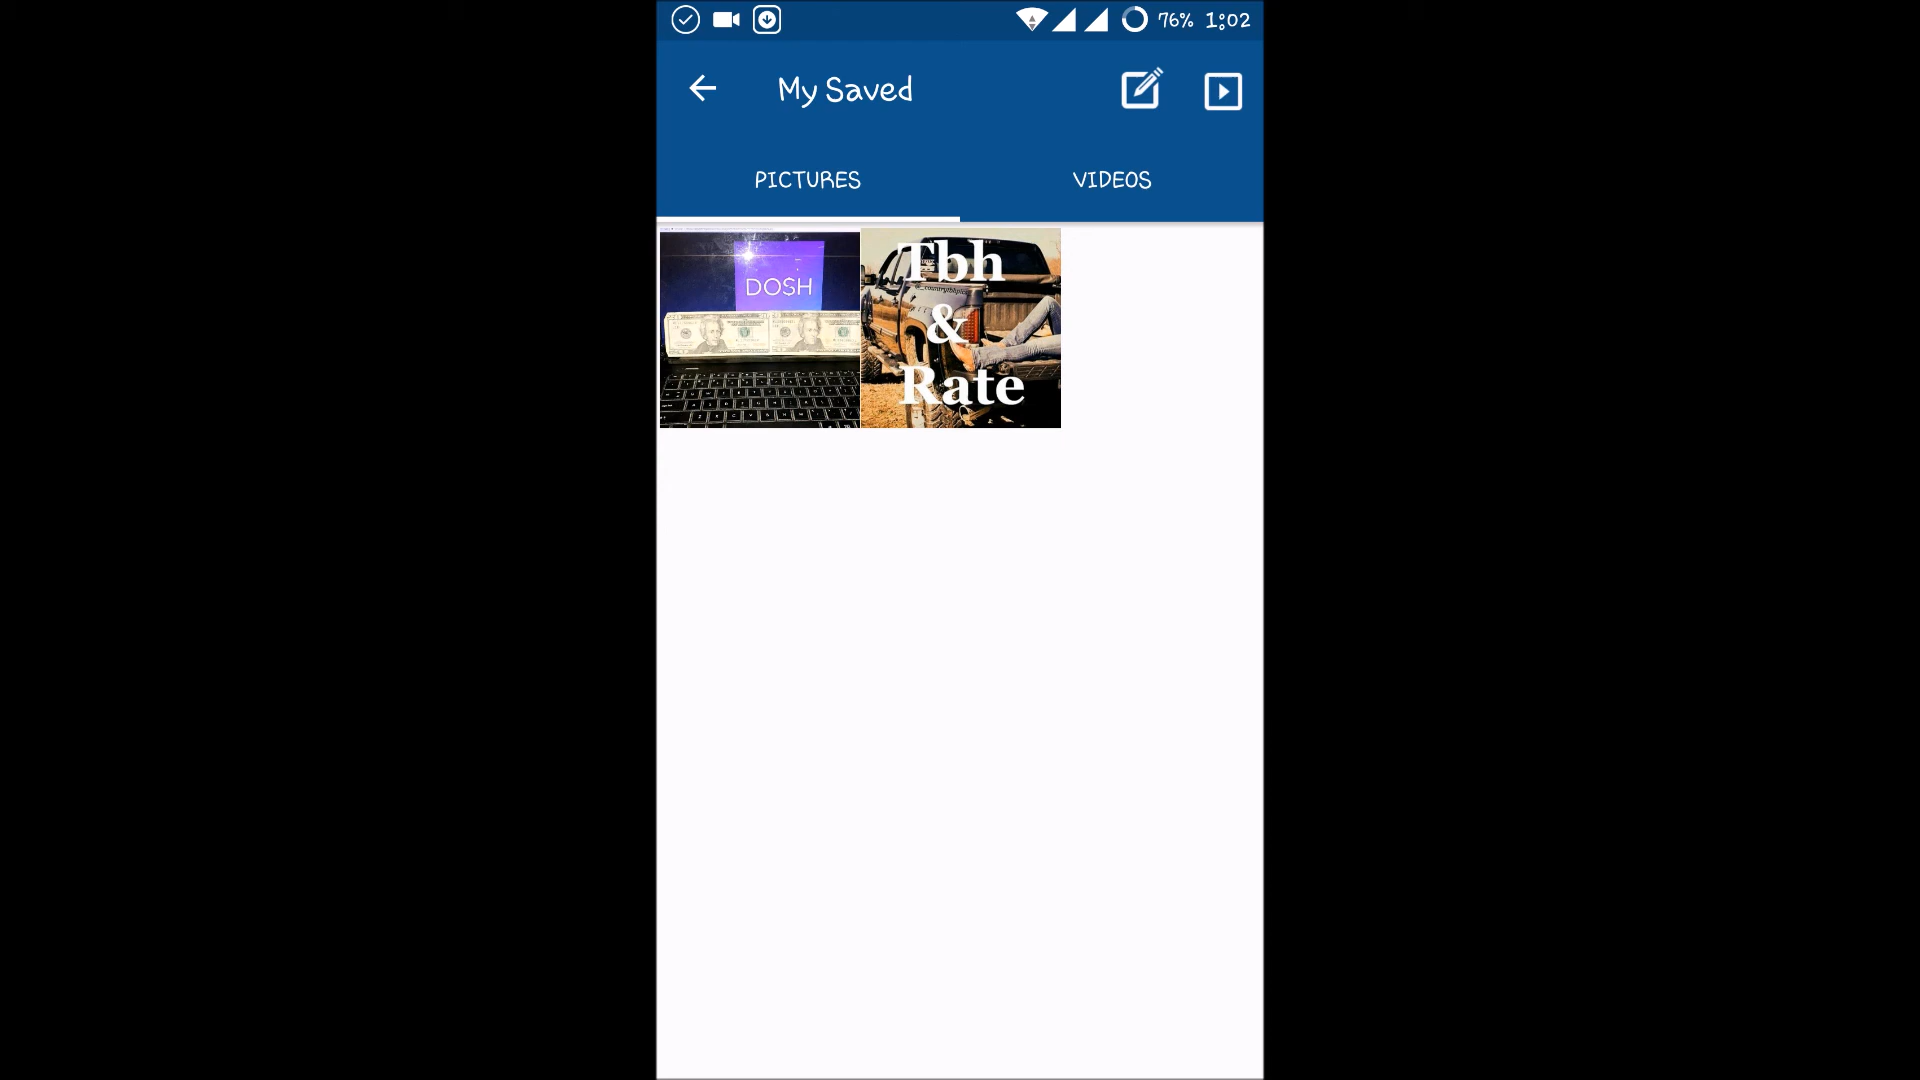 76% 1:02
My Saved
PICTURES
VIDEOS
DOSH
Tbh
&
Rate